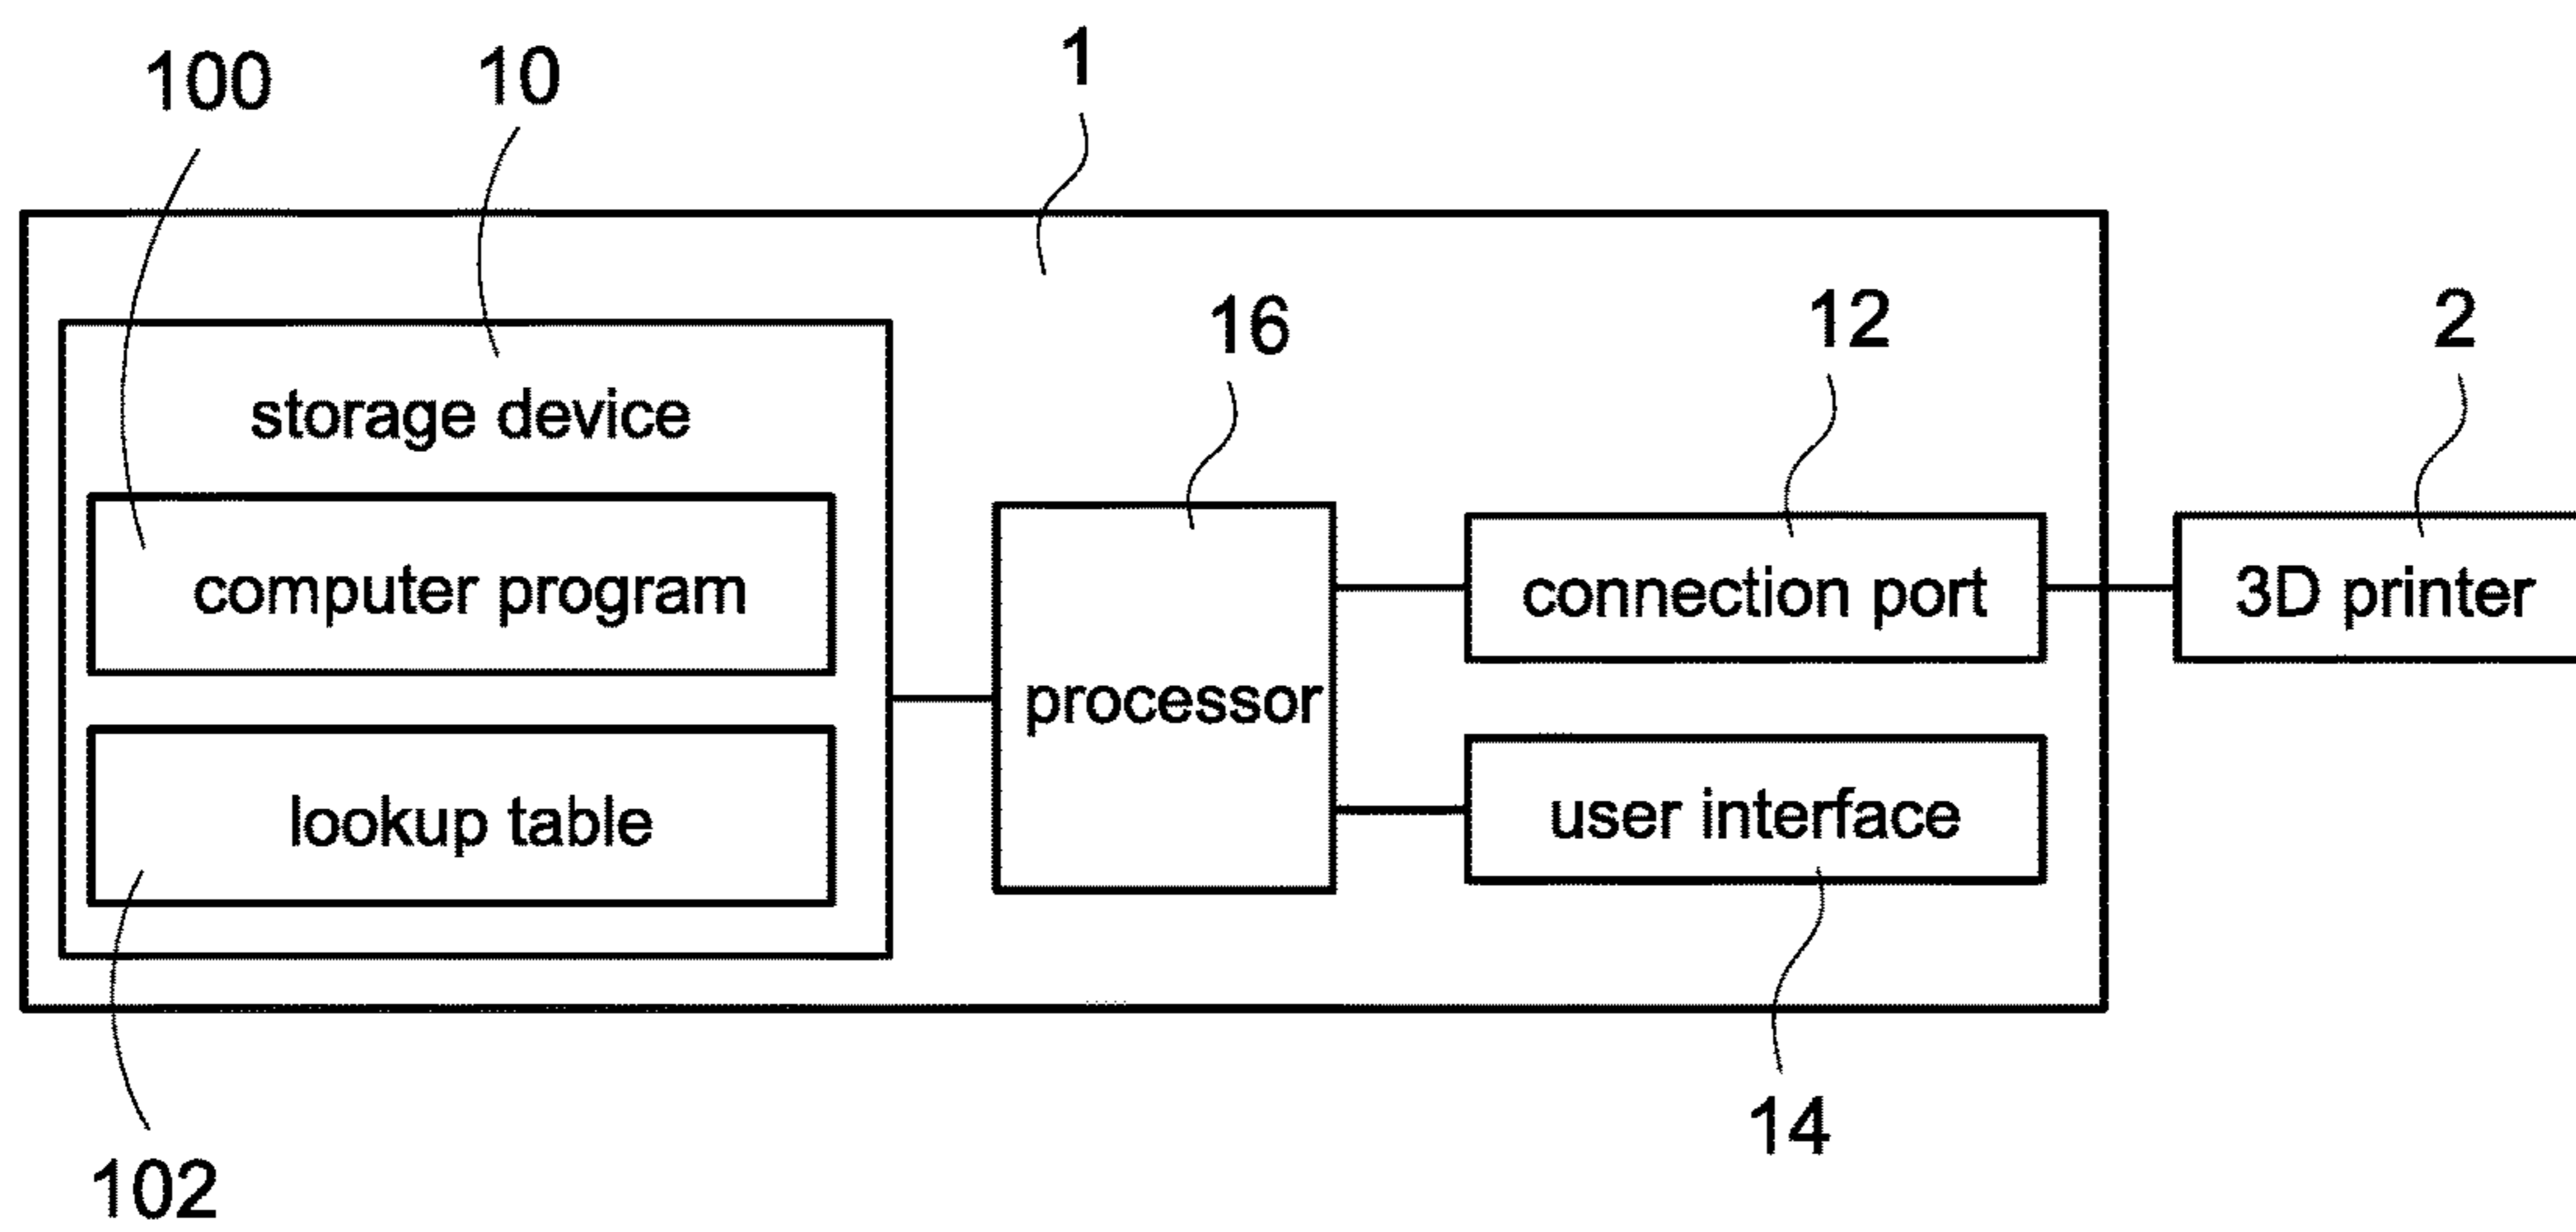 100
10
1
16
12
2
storage device
computer program
connection port
3D printer
processor
lookup table
user interface
14
102